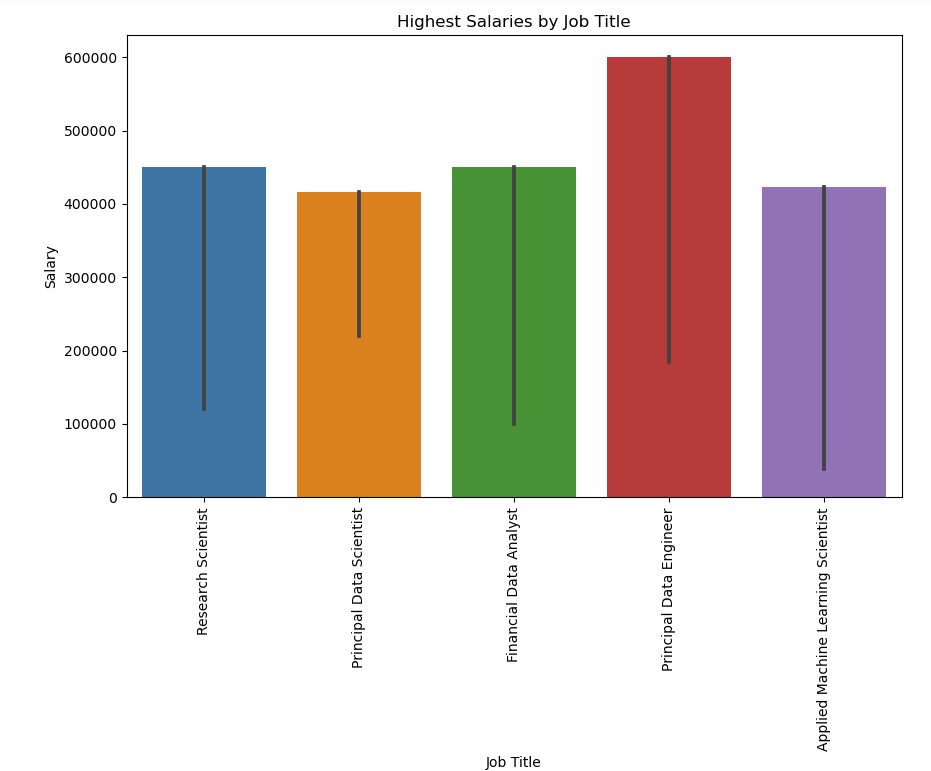 Highest Salaries by Job Title
600000
500000
400000
300000
200000
100000
0
Salary
Research Scientist
Principal Data Scientist
Financial Data Analyst
Principal Data Engineer
Applied Machine Learning Scientist
Job Title